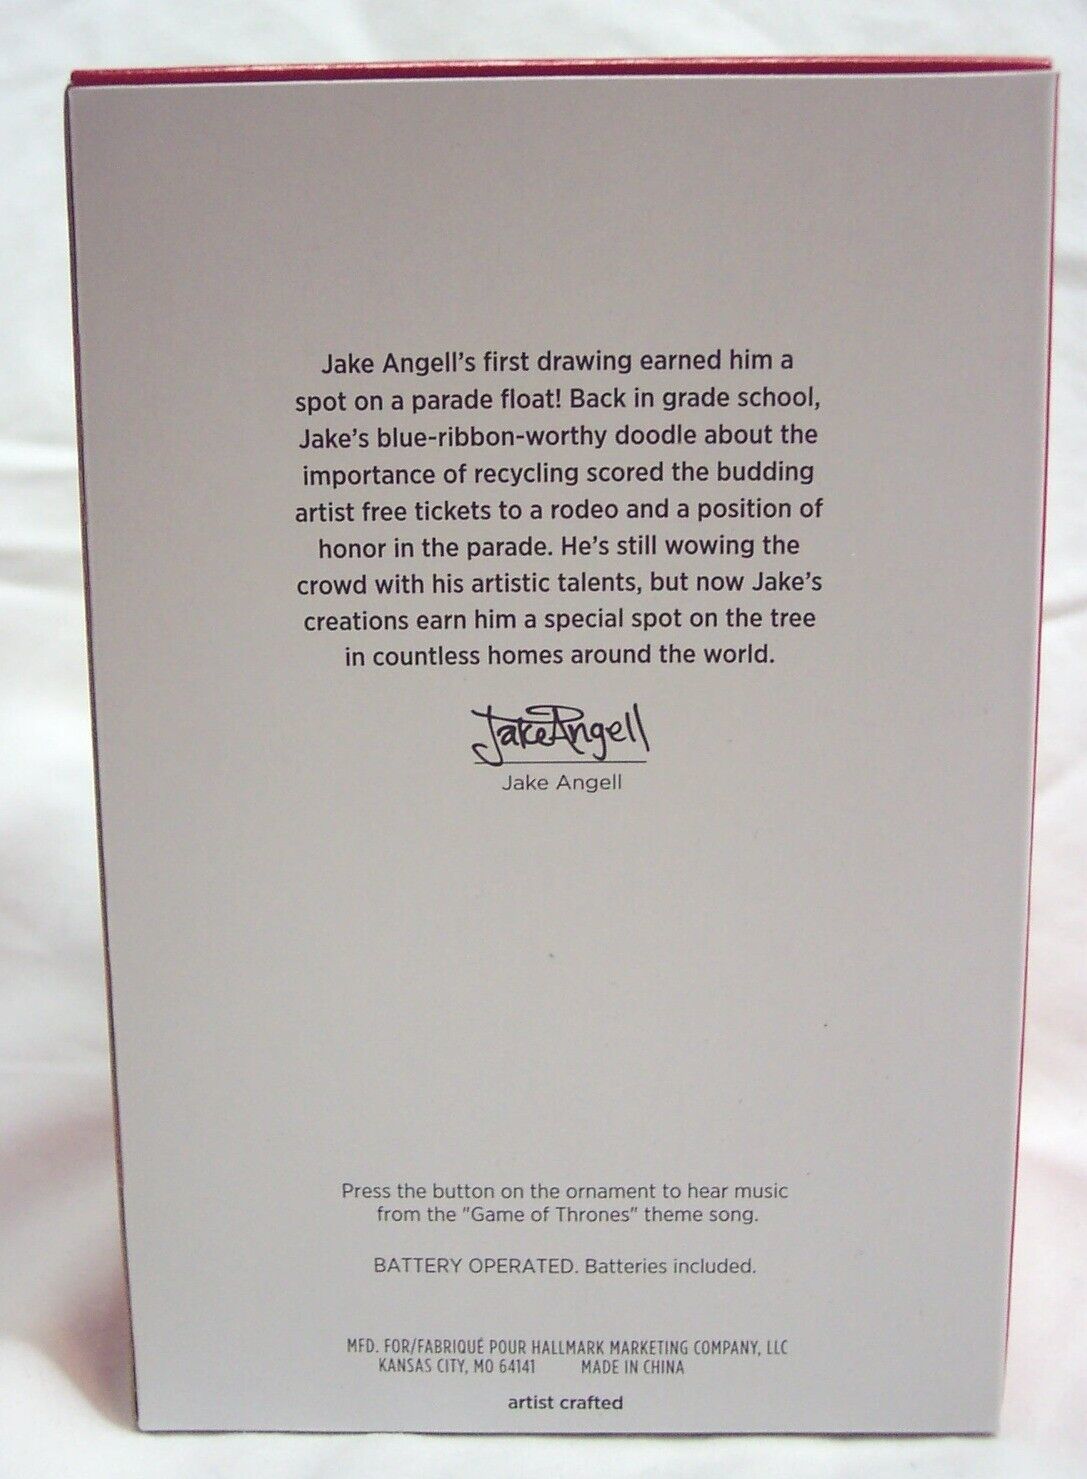 Jake Angell's first drawing earned him a
spot on a parade float! Back in grade school,
Jake's blue-ribbon-worthy doodle about the
importance of recycling scored the budding
artist free tickets to a rodeo and a position of
honor in the parade. He's still wowing the
crowd with his artistic talents, but now Jake's
creations earn him a special spot on the tree
in countless homes around the world.
Jake Angell
Jake Angell
Press the button on the ornament to hear music
from the "Game of Thrones" theme song.
BATTERY OPERATED. Batteries included.
MFD. FOR/FABRIQUÉ POUR HALLMARK MARKETING COMPANY, LLC
KANSAS CITY, MO 64141 MADE IN CHINA
artist crafted